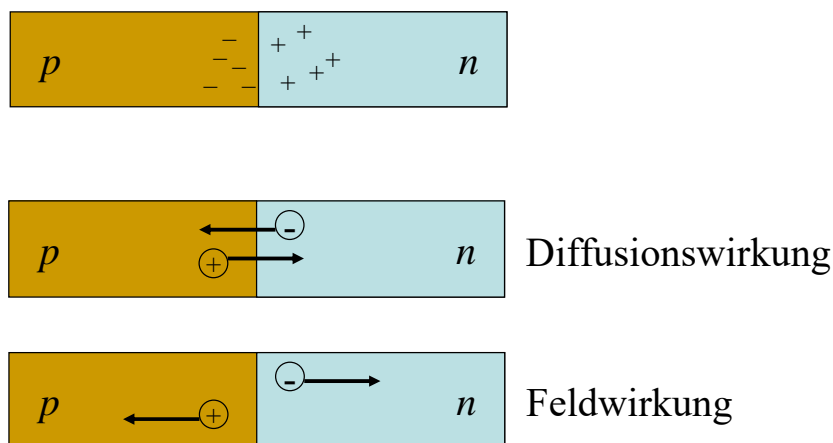 p − − − − − + + + + + n
p - + n Diffusionswirkung
p - + n Feldwirkung